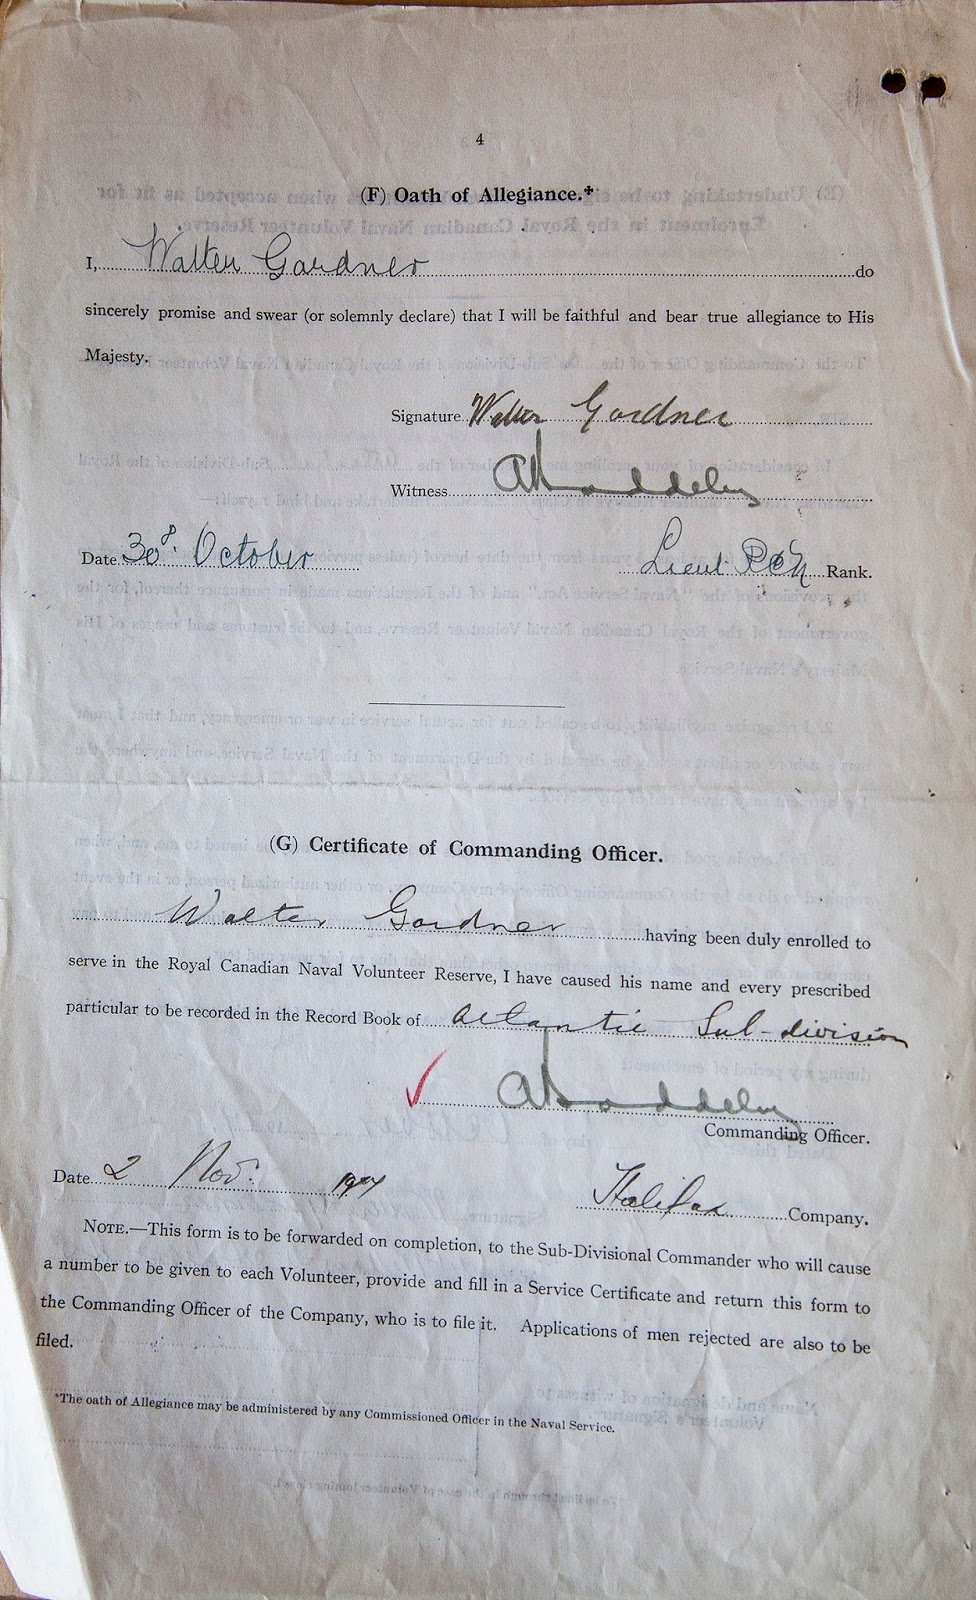 4
(F) Oath of Allegiance.*
I, Walter Gardner do
sincerely promise and swear (or solemnly declare) that I will be faithful and bear true allegiance to His
Majesty.
Signature Walter Gardner
Witness
Date 30 October
Lieut RCN Rank.
(G) Certificate of Commanding Officer.
Walter Gardner having been duly enrolled to
serve in the Royal Canadian Naval Volunteer Reserve, I have caused his name and every prescribed
particular to be recorded in the Record Book of Atlantic Sub-division
Commanding Officer.
Date 2 Nov.
Halifax Company.
NOTE.—This form is to be forwarded on completion, to the Sub-Divisional Commander who will cause
a number to be given to each Volunteer, provide and fill in a Service Certificate and return this form to
the Commanding Officer of the Company, who is to file it. Applications of men rejected are also to be
filed.
*The oath of Allegiance may be administered by any Commissioned Officer in the Naval Service.